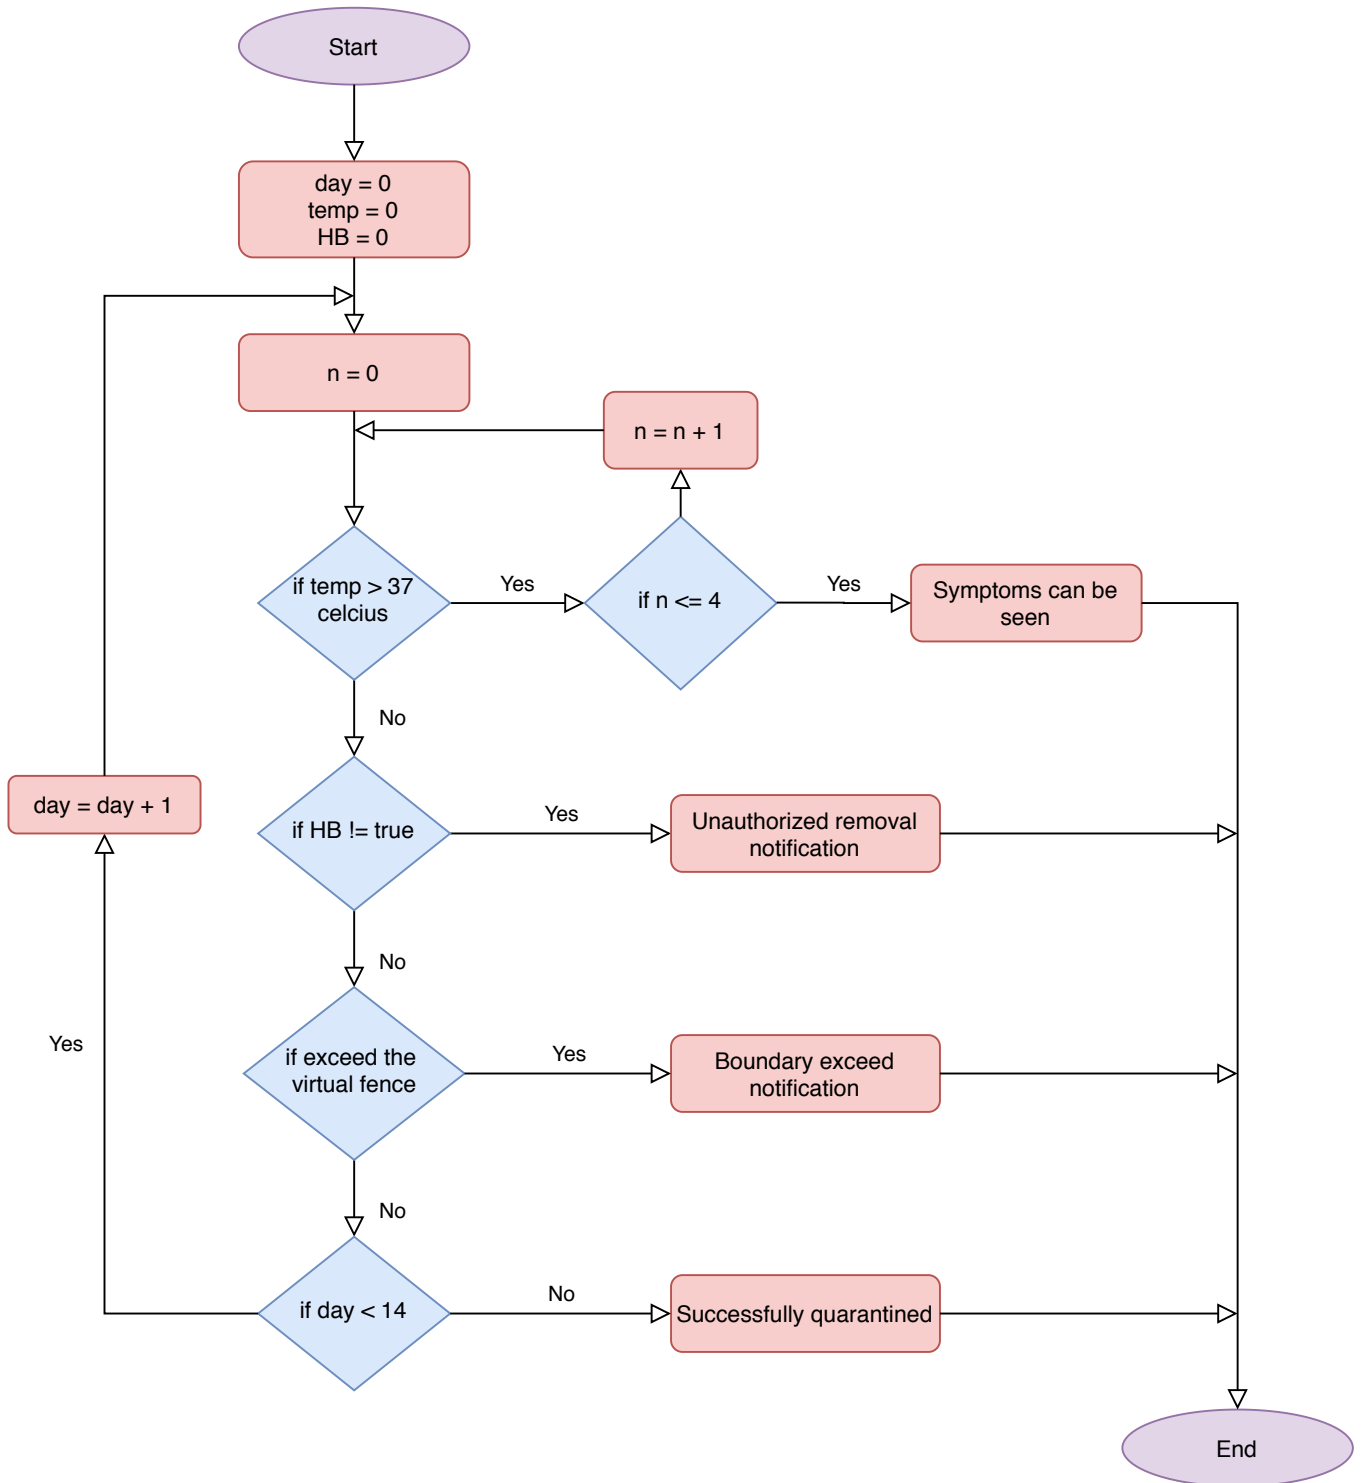 Start
day = 0
temp = 0
HB = 0
n = 0
n = n + 1
if temp > 37
celcius
Yes
if n <= 4
Yes
Symptoms can be
seen
No
day = day + 1
if HB != true
Yes
Unauthorized removal
notification
No
Yes
if exceed the
virtual fence
Yes
Boundary exceed
notification
No
if day < 14
No
Successfully quarantined
End